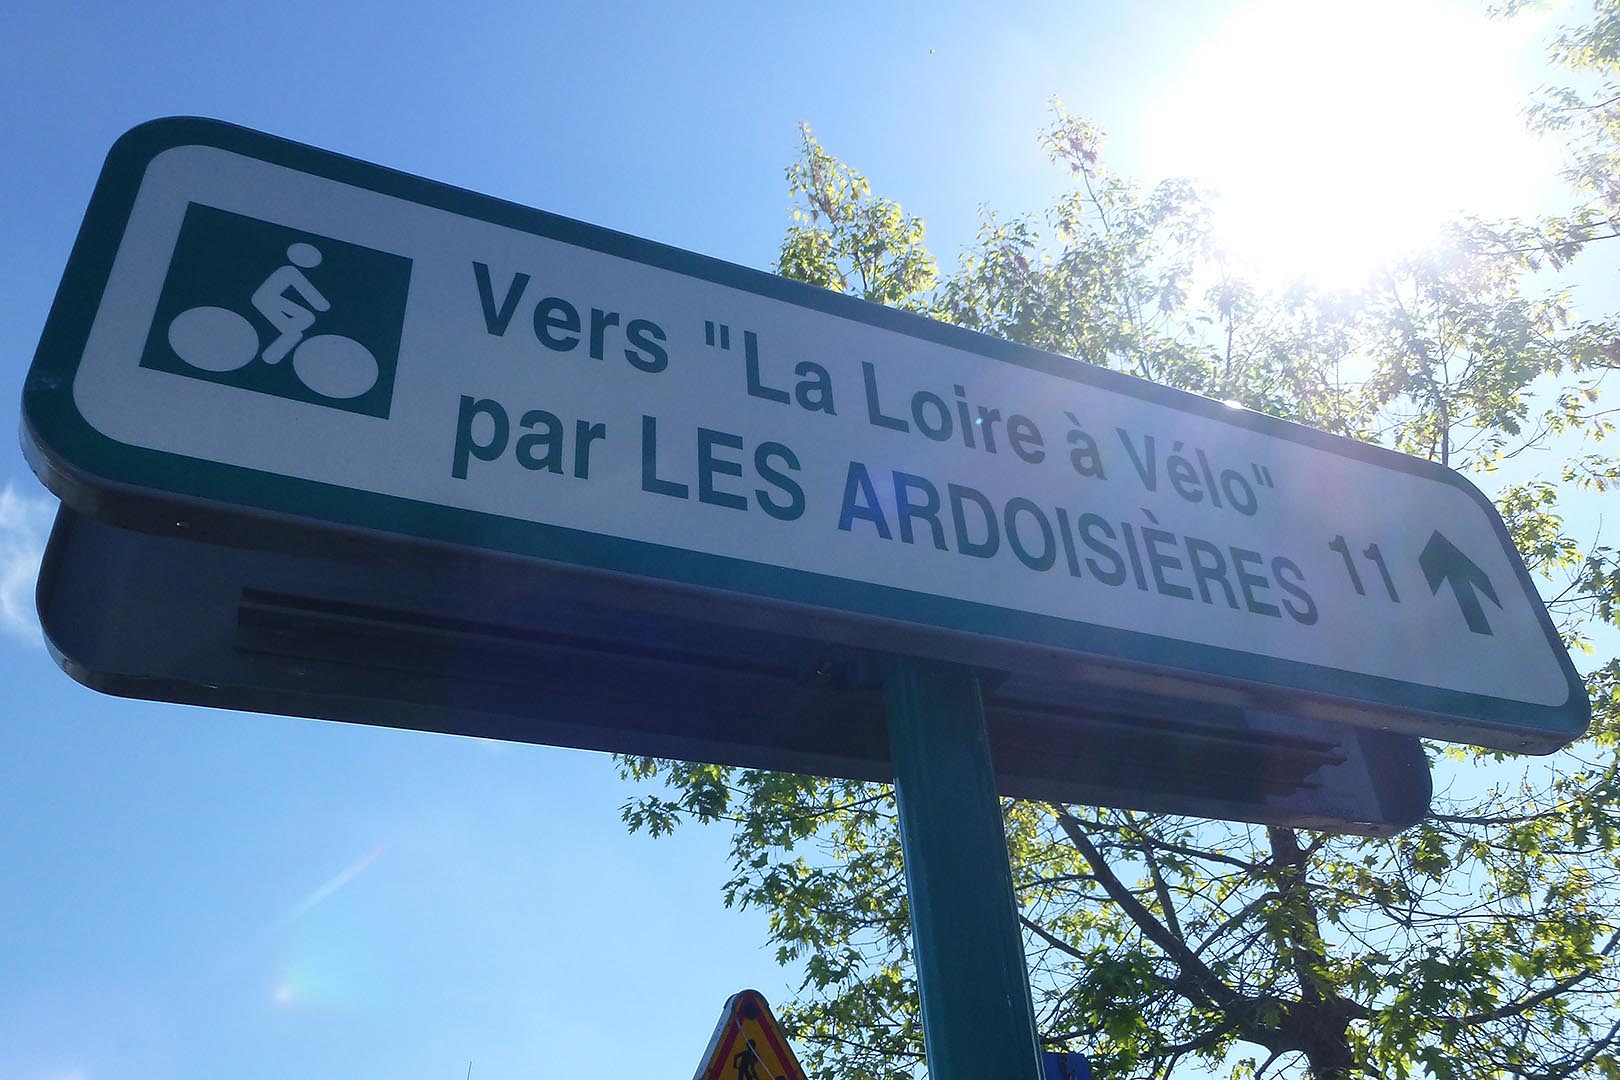 Vers "La Loire à Vélo"
par LES ARDOISIÈRES 11